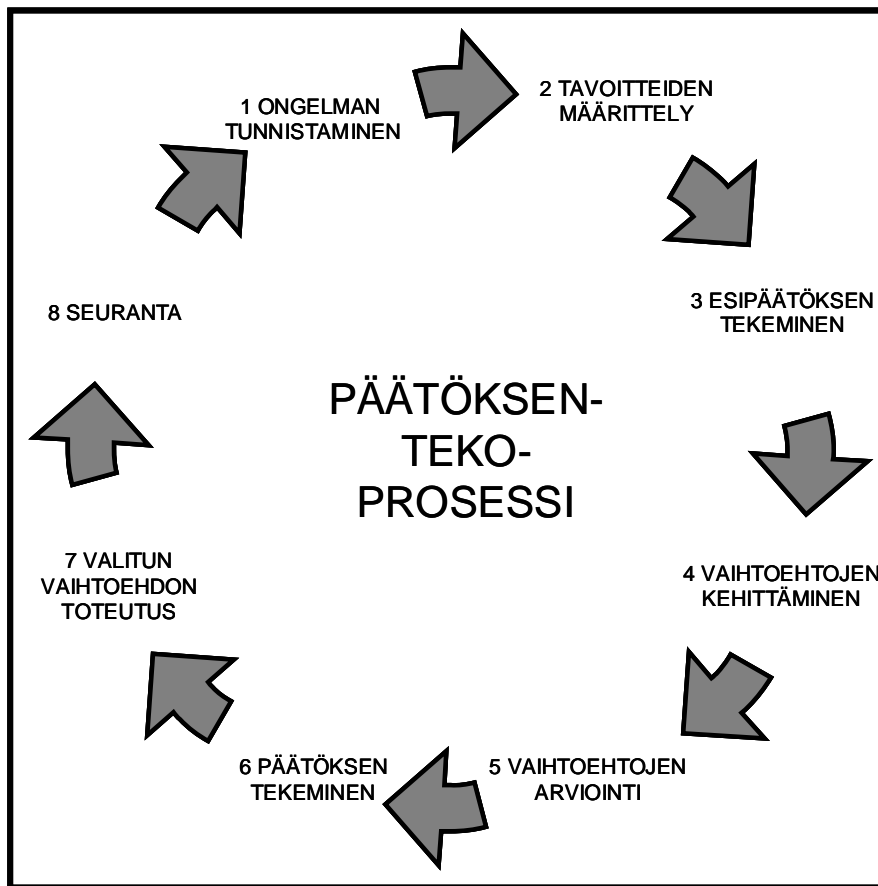 1 ONGELMAN
TUNNISTAMINEN
2 TAVOITTEIDEN
MÄÄRITTELY
3 ESIPÄÄTÖKSEN
TEKEMINEN
4 VAIHTOEHTOJEN
KEHITTÄMINEN
5 VAIHTOEHTOJEN
ARVIOINTI
6 PÄÄTÖKSEN
TEKEMINEN
7 VALITUN
VAIHTOEHDON
TOTEUTUS
8 SEURANTA
PÄÄTÖKSEN-
TEKO-
PROSESSI